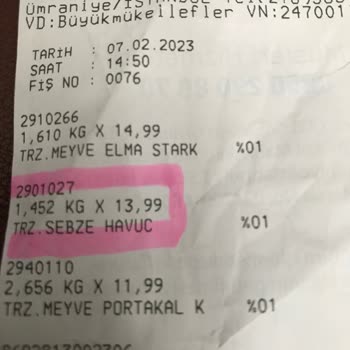 VD:Büyükmükellefler VN:247001
TARİH : 07.02.2023
SAAT : 14:50
FİŞ NO : 0076
2910266
1,610 KG X 14,99
TRZ.MEYVE ELMA STARK %01
2901027
1,452 KG X 13,99
TRZ.SEBZE HAVUC %01
2940110
2,656 KG X 11,99
TRZ.MEYVE PORTAKAL K %01